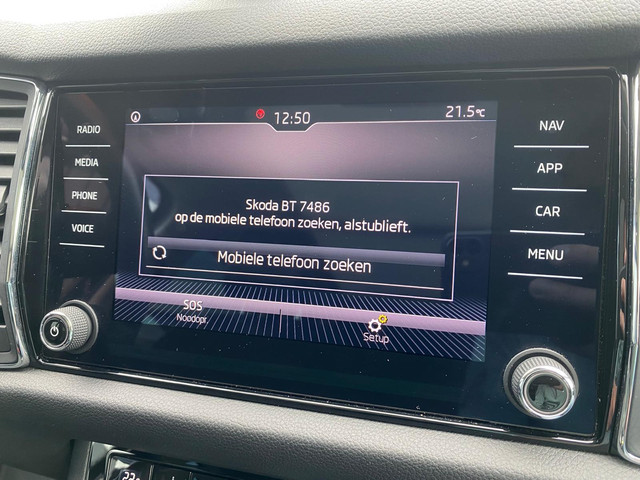 12:50
21.5°C
RADIO
MEDIA
PHONE
VOICE
Skoda BT 7486
op de mobiele telefoon zoeken, alstublieft.
Mobiele telefoon zoeken
SOS
Noodopr.
Setup
NAV
APP
CAR
MENU